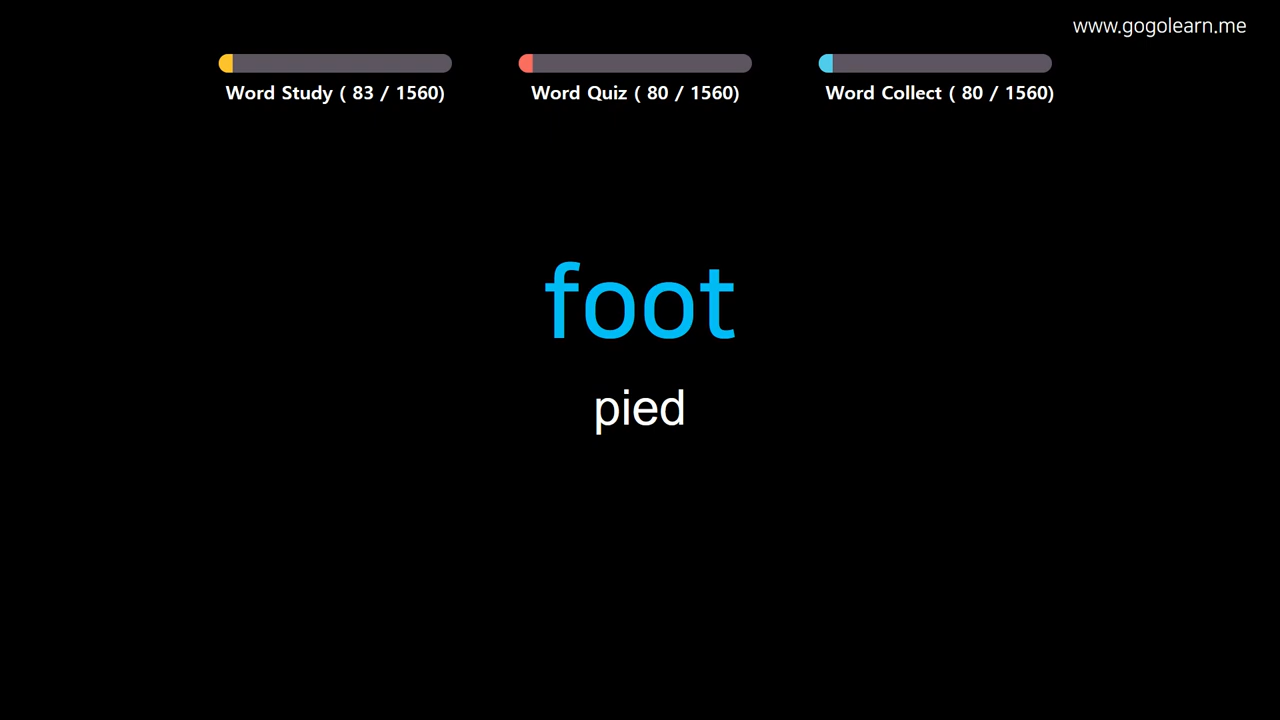 www.gogolearn.me
Word Study ( 83 / 1560)
Word Quiz ( 80 / 1560)
Word Collect ( 80 / 1560)
foot
pied